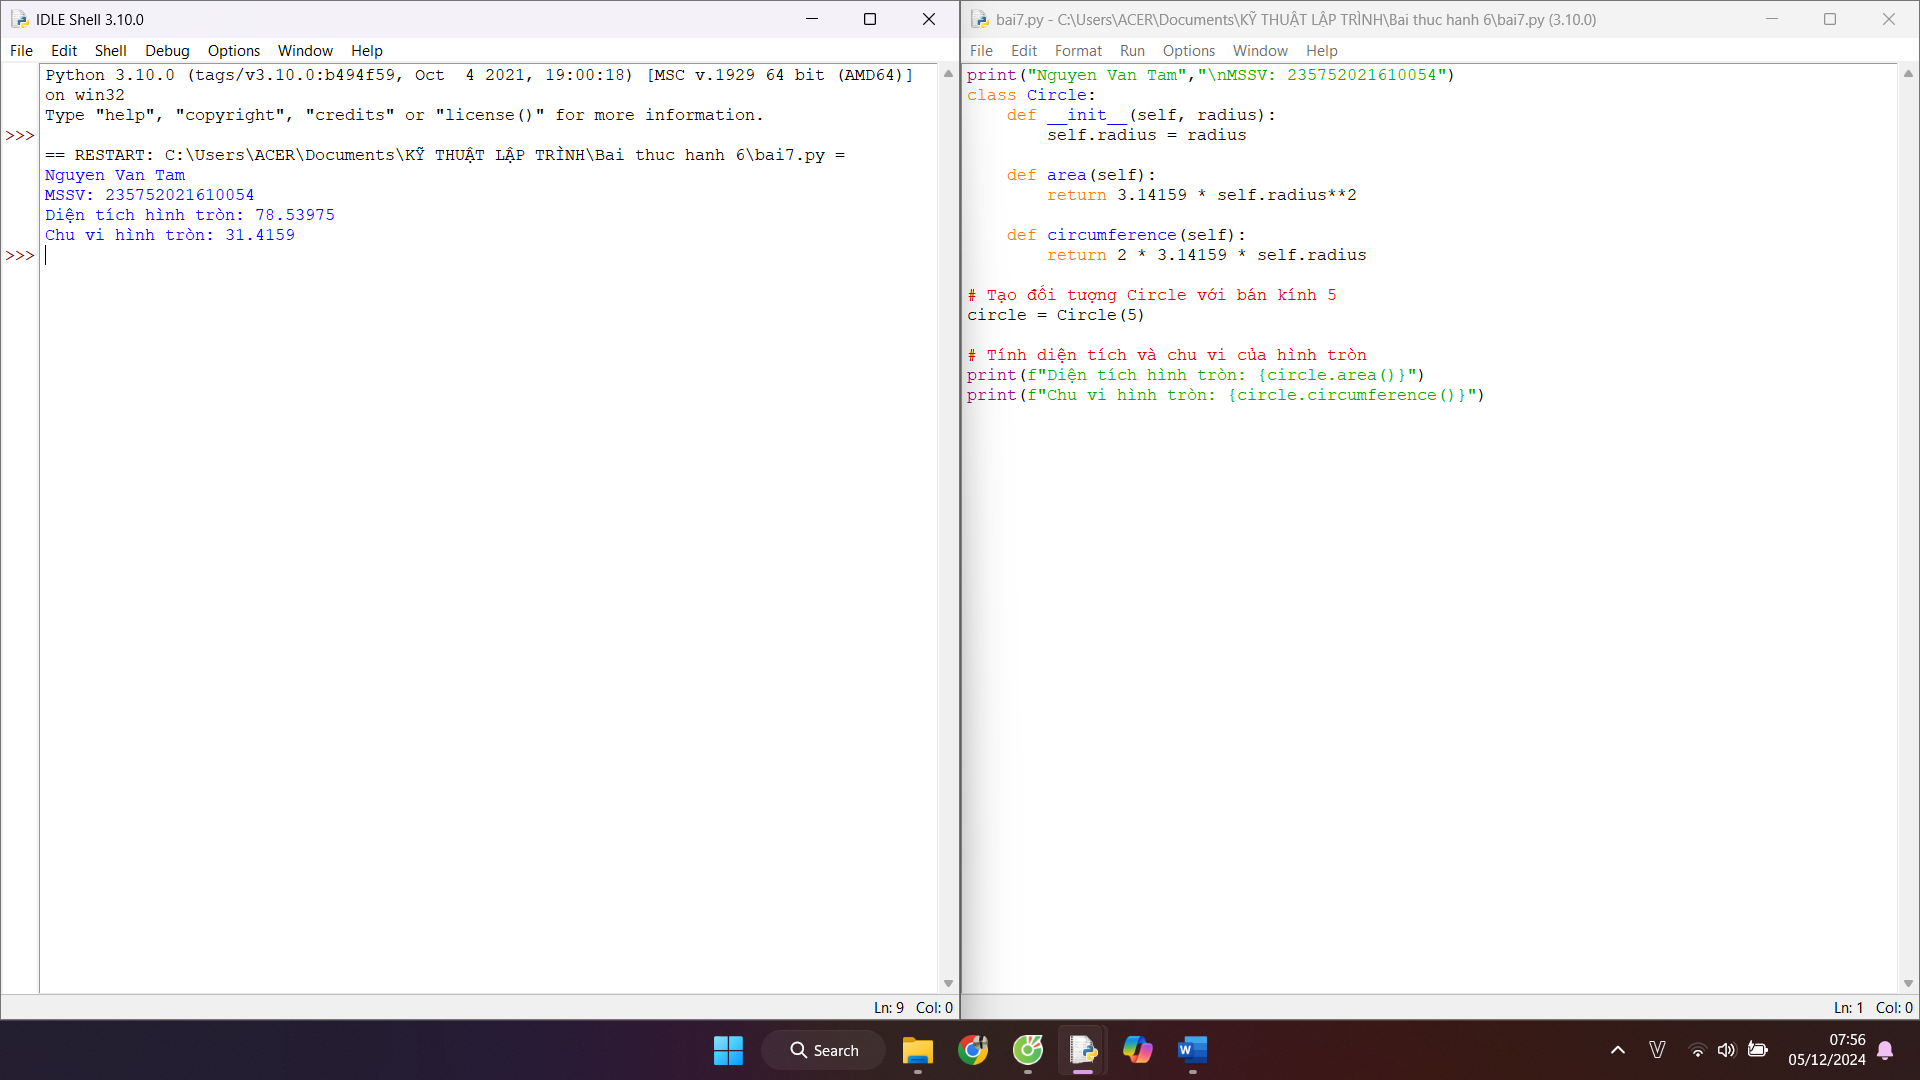 IDLE Shell 3.10.0
File Edit Shell Debug Options Window Help
Python 3.10.0 (tags/v3.10.0:b494f59, Oct  4 2021, 19:00:18) [MSC v.1929 64 bit (AMD64)]
on win32
Type "help", "copyright", "credits" or "license()" for more information.
>>>
== RESTART: C:\Users\ACER\Documents\KỸ THUẬT LẬP TRÌNH\Bai thuc hanh 6\bai7.py =
Nguyen Van Tam
MSSV: 235752021610054
Diện tích hình tròn: 78.53975
Chu vi hình tròn: 31.4159
>>>
Ln: 9 Col: 0
bai7.py - C:\Users\ACER\Documents\KỸ THUẬT LẬP TRÌNH\Bai thuc hanh 6\bai7.py (3.10.0)
File Edit Format Run Options Window Help
print("Nguyen Van Tam","\nMSSV: 235752021610054")
class Circle:
    def __init__(self, radius):
        self.radius = radius
    def area(self):
        return 3.14159 * self.radius**2
    def circumference(self):
        return 2 * 3.14159 * self.radius
# Tạo đối tượng Circle với bán kính 5
circle = Circle(5)
# Tính diện tích và chu vi của hình tròn
print(f"Diện tích hình tròn: {circle.area()}")
print(f"Chu vi hình tròn: {circle.circumference()}")
Ln: 1 Col: 0
Search
07:56
05/12/2024